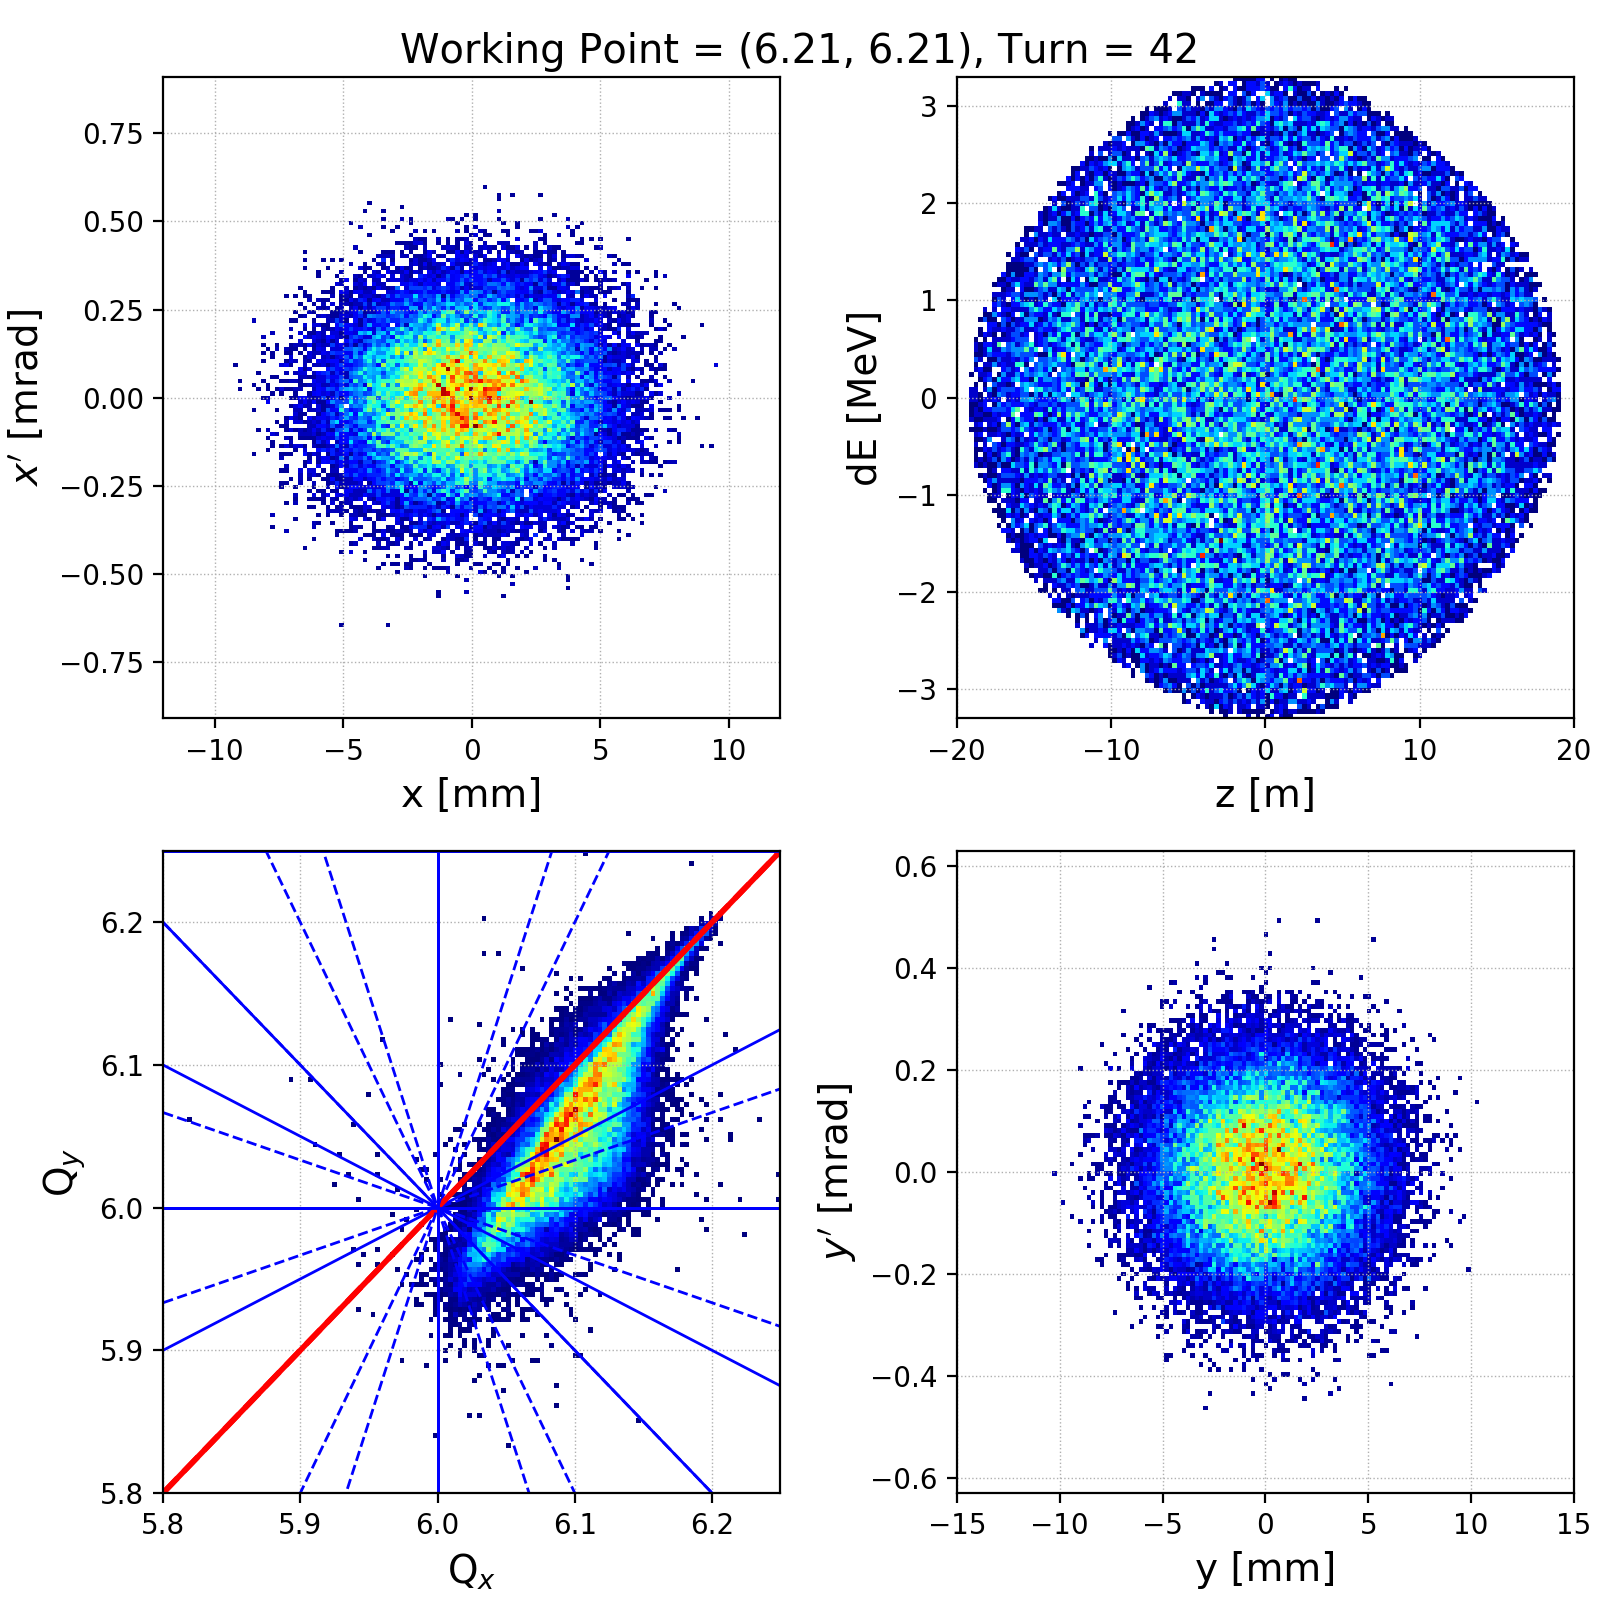 Working Point = (6.21, 6.21), Turn = 42
0.75
0.50
0.25
0.00
−0.25
−0.50
−0.75
x′ [mrad]
−10 −5 0 5 10
x [mm]
3
2
1
0
−1
−2
−3
dE [MeV]
−20 −10 0 10 20
z [m]
6.2
6.1
6.0
5.9
5.8
Qy
5.8 5.9 6.0 6.1 6.2
Qx
0.6
0.4
0.2
0.0
−0.2
−0.4
−0.6
y′ [mrad]
−15 −10 −5 0 5 10 15
y [mm]